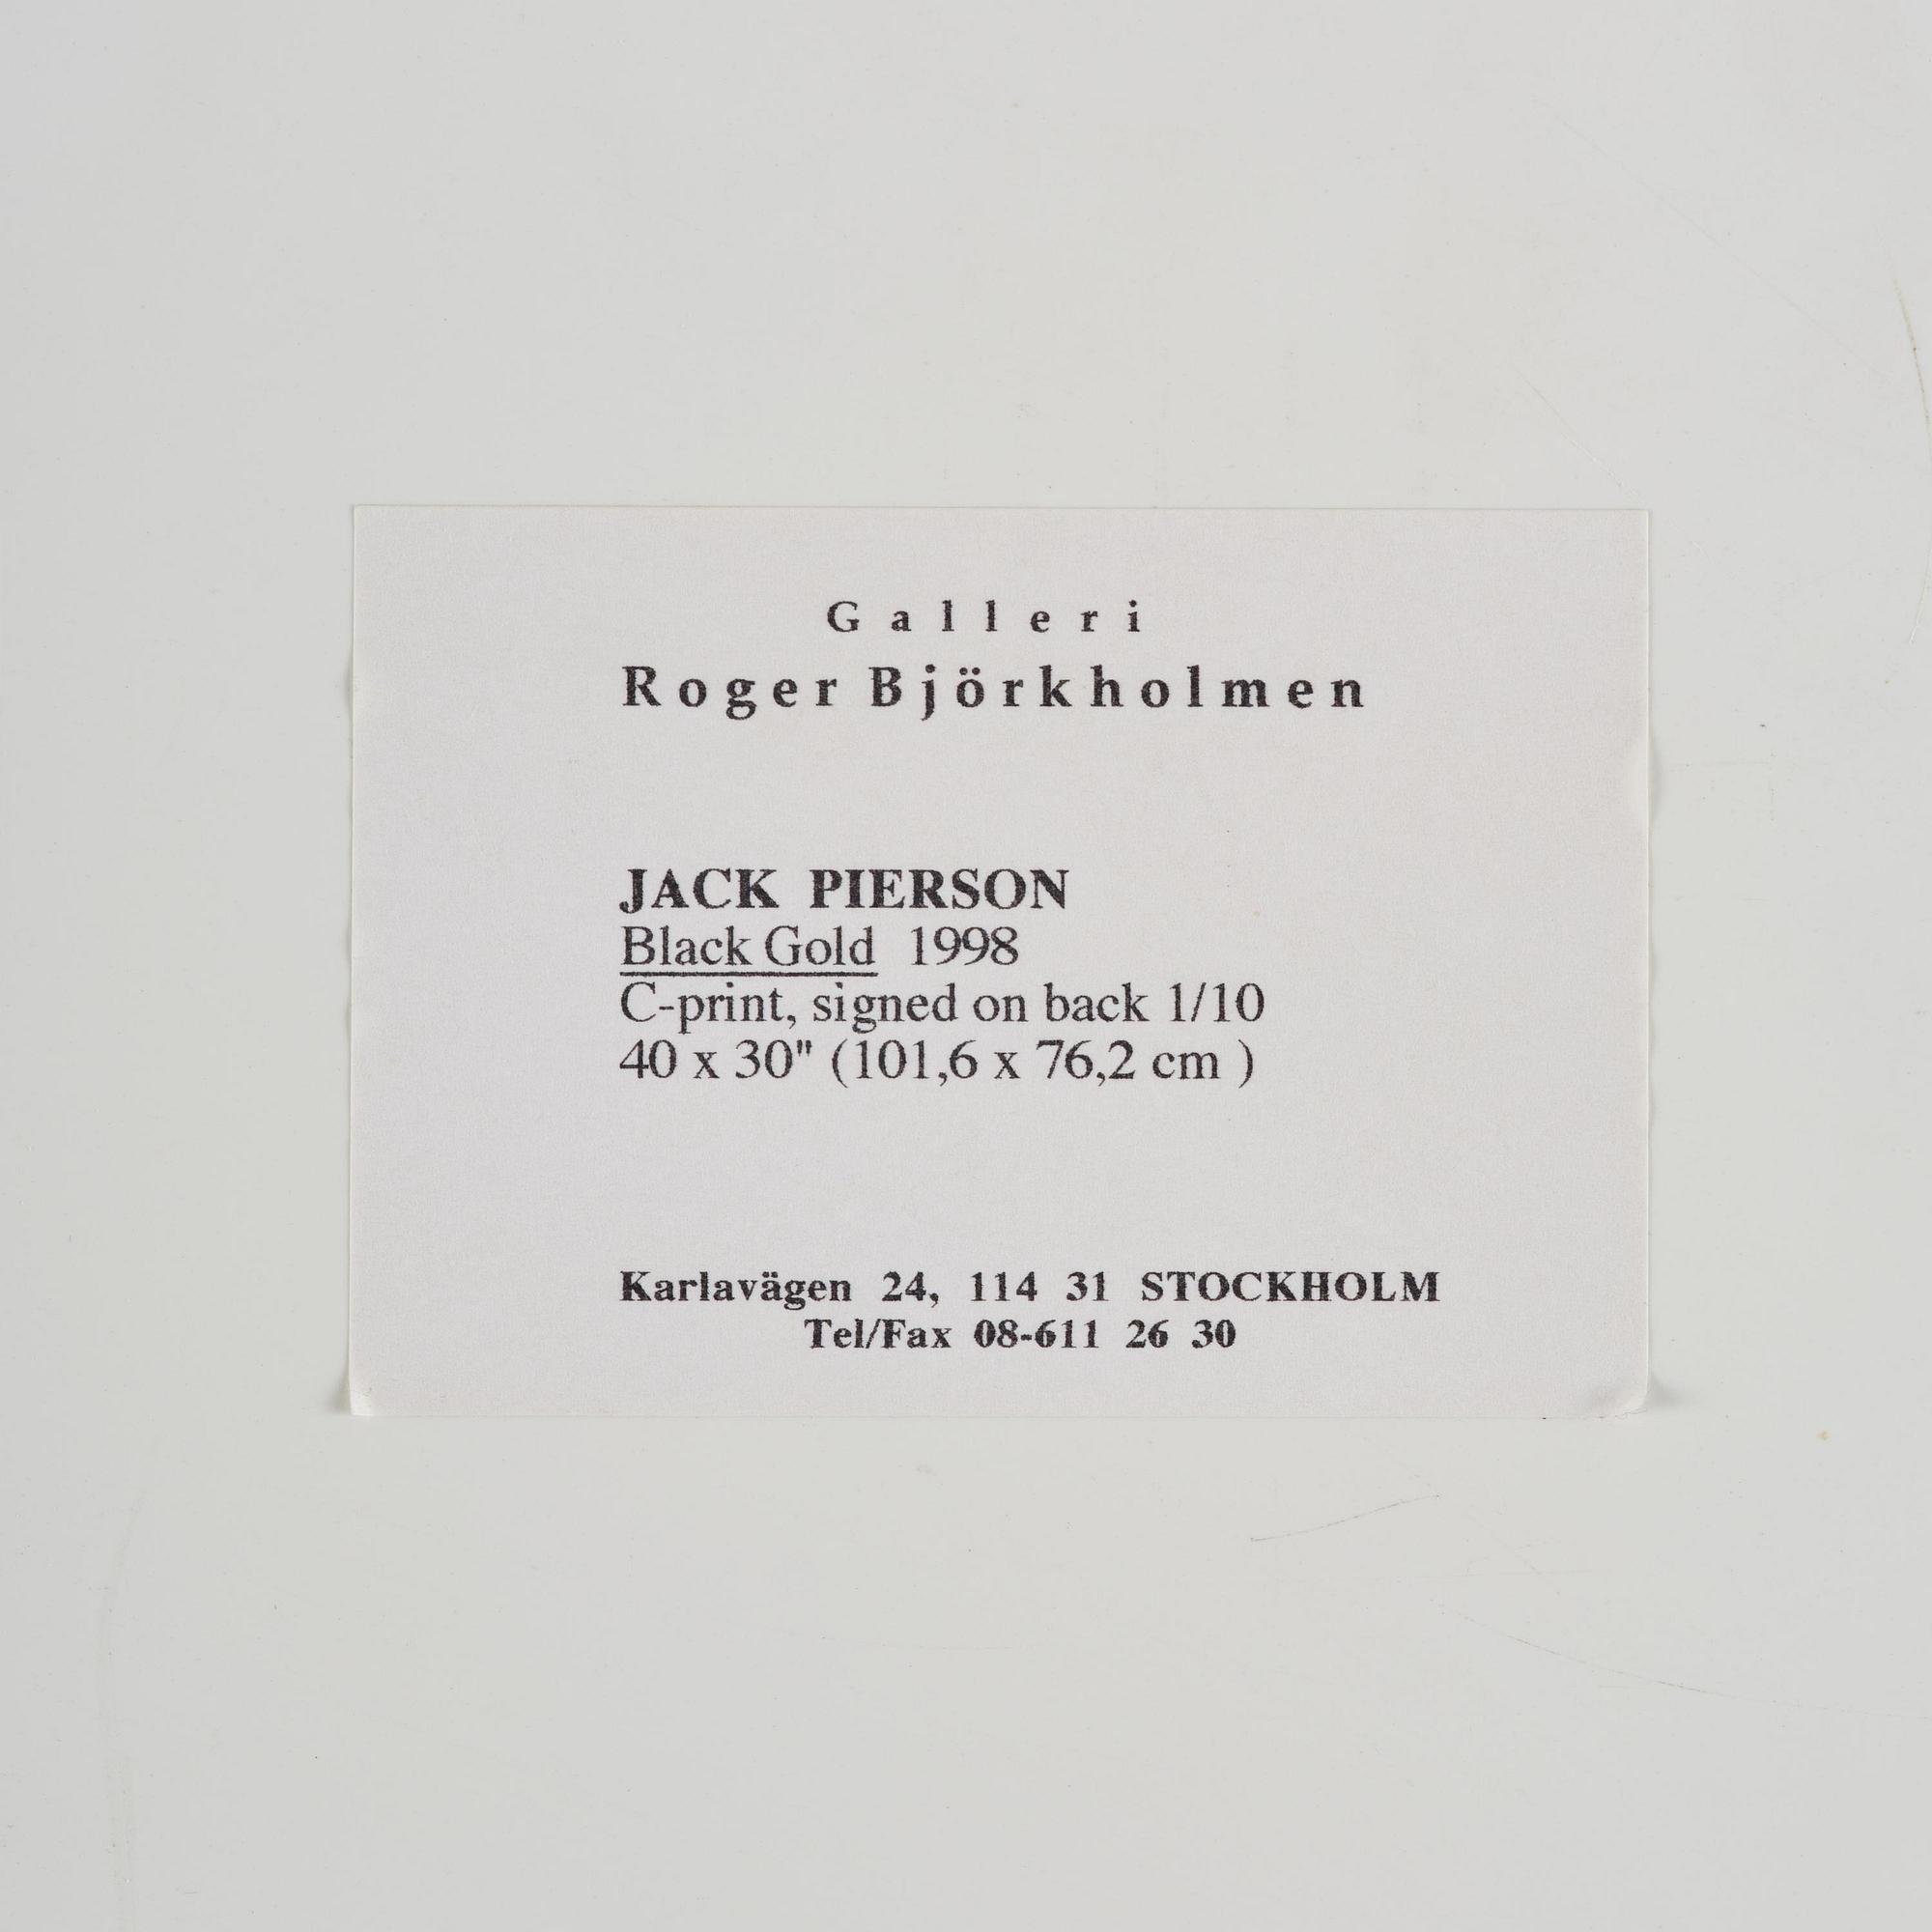 Galleri
Roger Björkholmen
JACK PIERSON
Black Gold 1998
C-print, signed on back 1/10
40 x 30" (101,6 x 76,2 cm )
Karlavägen 24, 114 31 STOCKHOLM
Tel/Fax 08-611 26 30